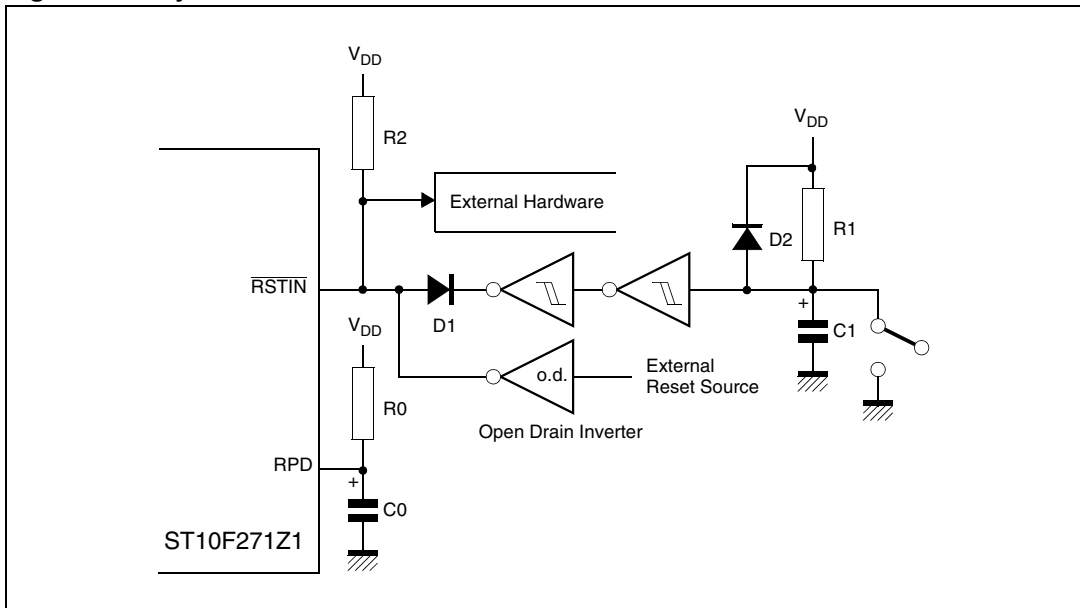 VDD
R2
VDD
External Hardware
D2
R1
RSTIN
D1
+
C1
VDD
o.d.
External
Reset Source
R0
Open Drain Inverter
RPD
+
C0
ST10F271Z1